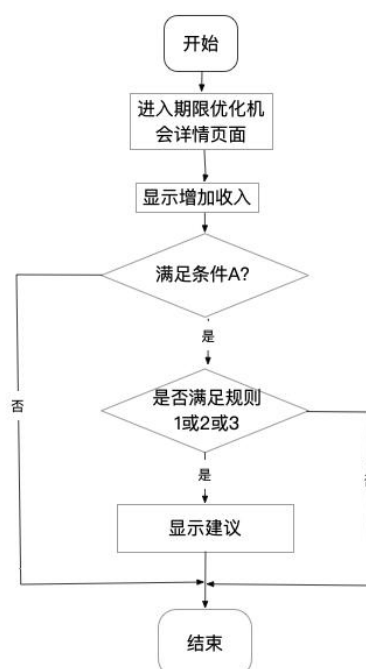 开始
进入期限优化机
会详情页面
显示增加收入
满足条件A?
是
否
是否满足规则
1或2或3
是
显示建议
结束